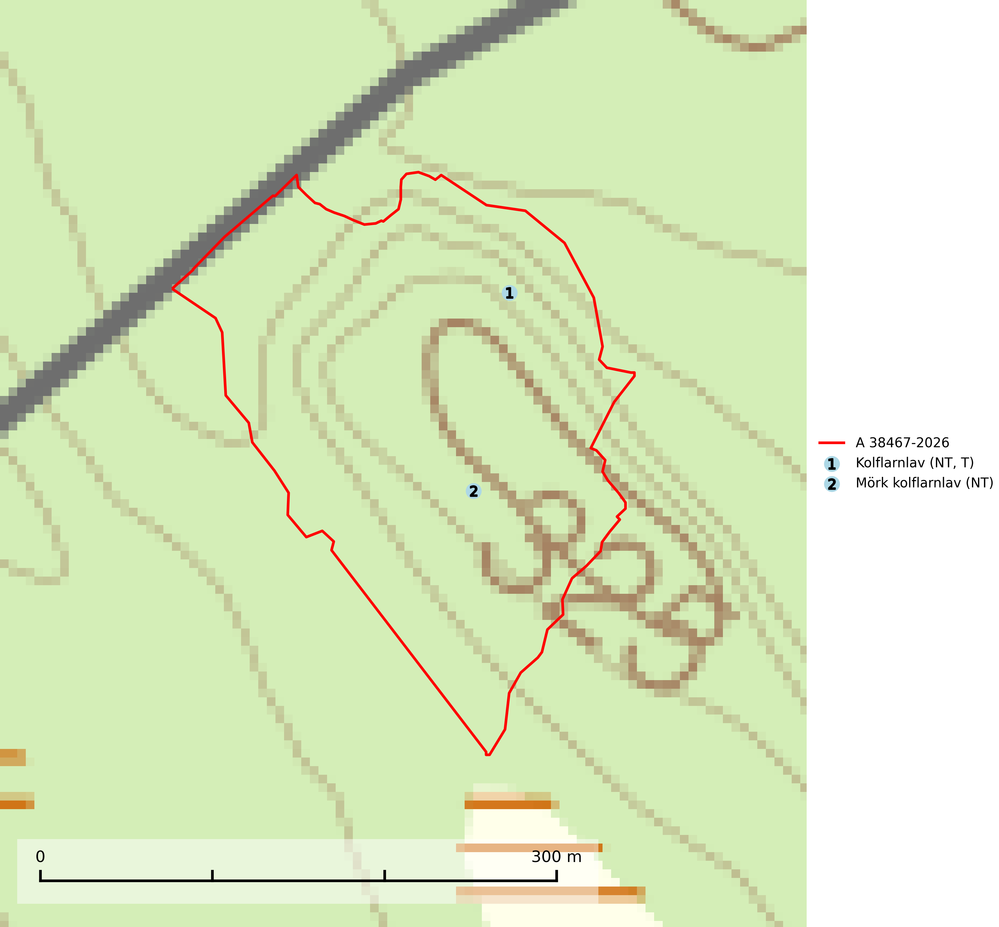 1
2
A 38467-2026
1 Kolflarnlav (NT, T)
2 Mörk kolflarnlav (NT)
0 300 m